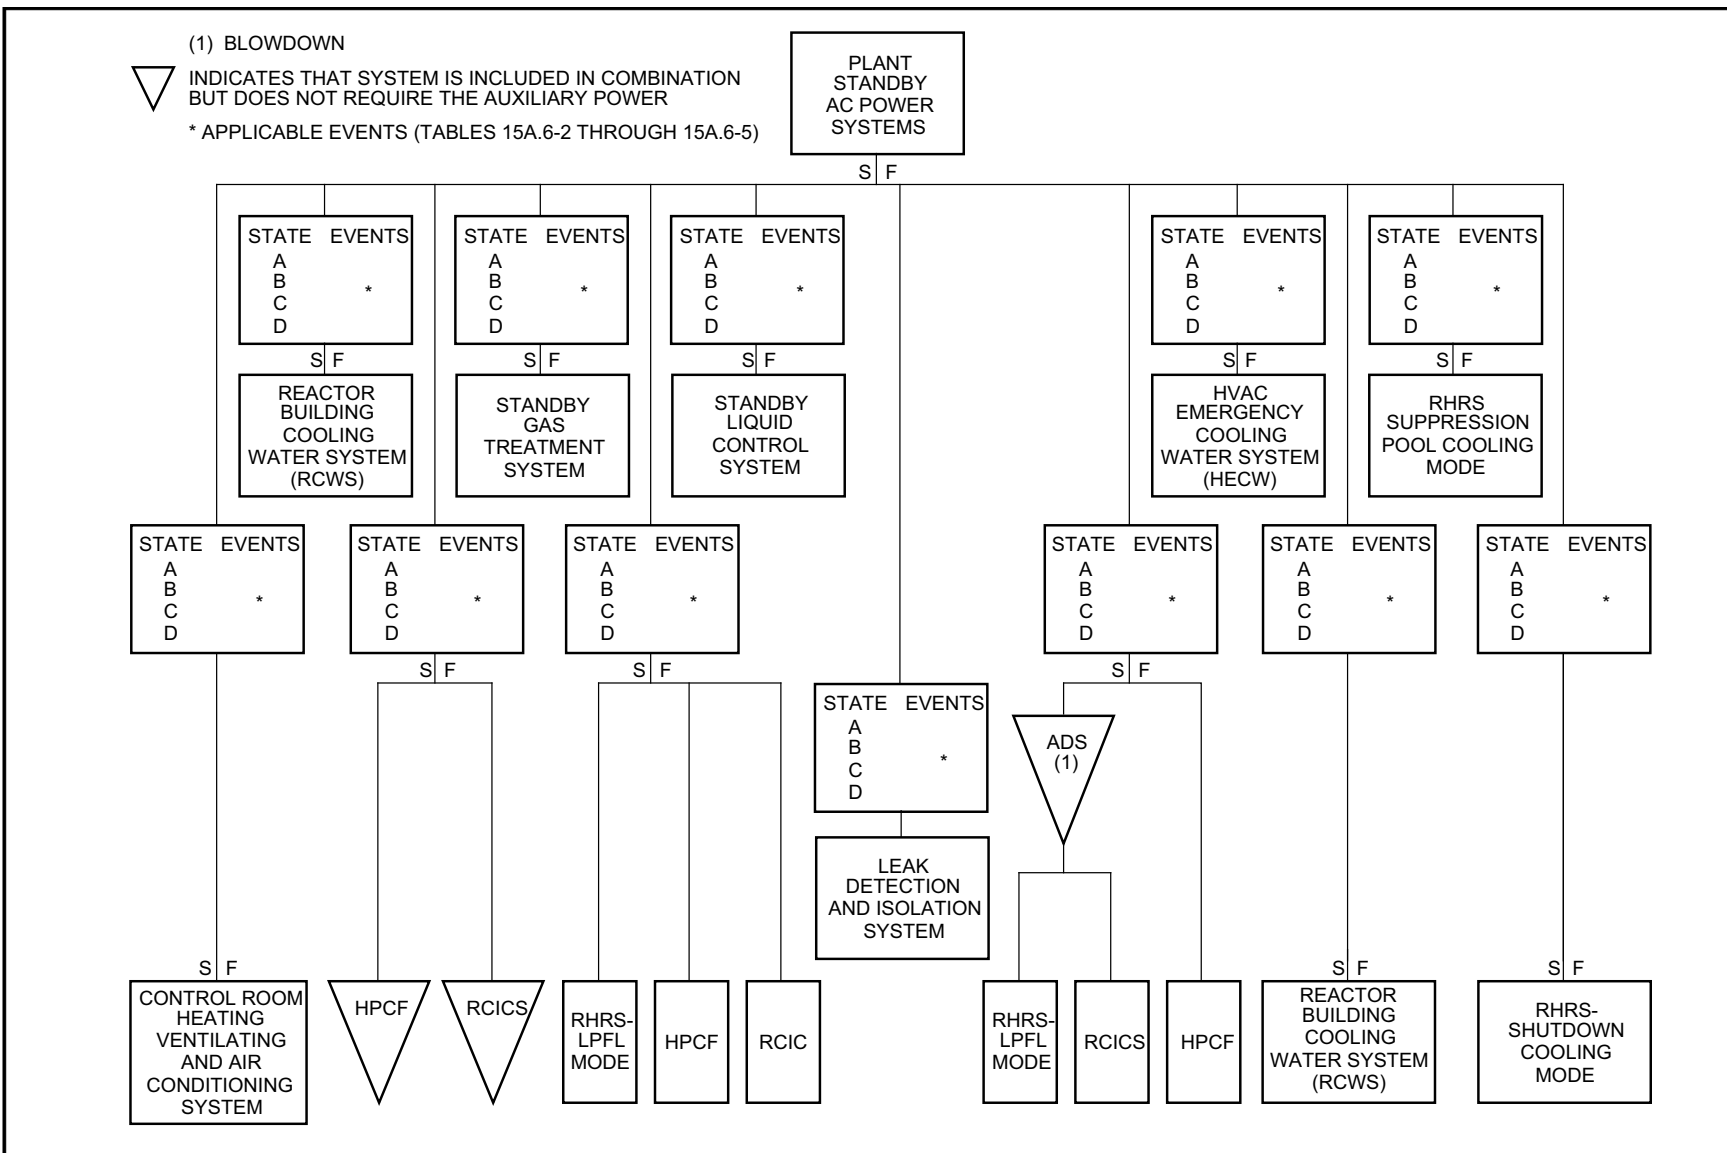 (1) BLOWDOWN
INDICATES THAT SYSTEM IS INCLUDED IN COMBINATION
BUT DOES NOT REQUIRE THE AUXILIARY POWER
* APPLICABLE EVENTS (TABLES 15A.6-2 THROUGH 15A.6-5)
PLANT
STANDBY
AC POWER
SYSTEMS
S F
STATE EVENTS
A
B
C
D
*
S F
REACTOR
BUILDING
COOLING
WATER SYSTEM
(RCWS)
STATE EVENTS
A
B
C
D
*
S F
STANDBY
GAS
TREATMENT
SYSTEM
STATE EVENTS
A
B
C
D
*
S F
STANDBY
LIQUID
CONTROL
SYSTEM
STATE EVENTS
A
B
C
D
*
S F
HVAC
EMERGENCY
COOLING
WATER SYSTEM
(HECW)
STATE EVENTS
A
B
C
D
*
S F
RHRS
SUPPRESSION
POOL COOLING
MODE
STATE EVENTS
A
B
C
D
*
S F
CONTROL ROOM
HEATING
VENTILATING
AND AIR
CONDITIONING
SYSTEM
STATE EVENTS
A
B
C
D
*
S F
HPCF
RCICS
STATE EVENTS
A
B
C
D
*
S F
RHRS-
LPFL
MODE
HPCF
RCIC
STATE EVENTS
A
B
C
D
*
LEAK
DETECTION
AND ISOLATION
SYSTEM
STATE EVENTS
A
B
C
D
*
S F
ADS
(1)
RHRS-
LPFL
MODE
RCICS
HPCF
STATE EVENTS
A
B
C
D
*
S F
REACTOR
BUILDING
COOLING
WATER SYSTEM
(RCWS)
STATE EVENTS
A
B
C
D
*
S F
RHRS-
SHUTDOWN
COOLING
MODE